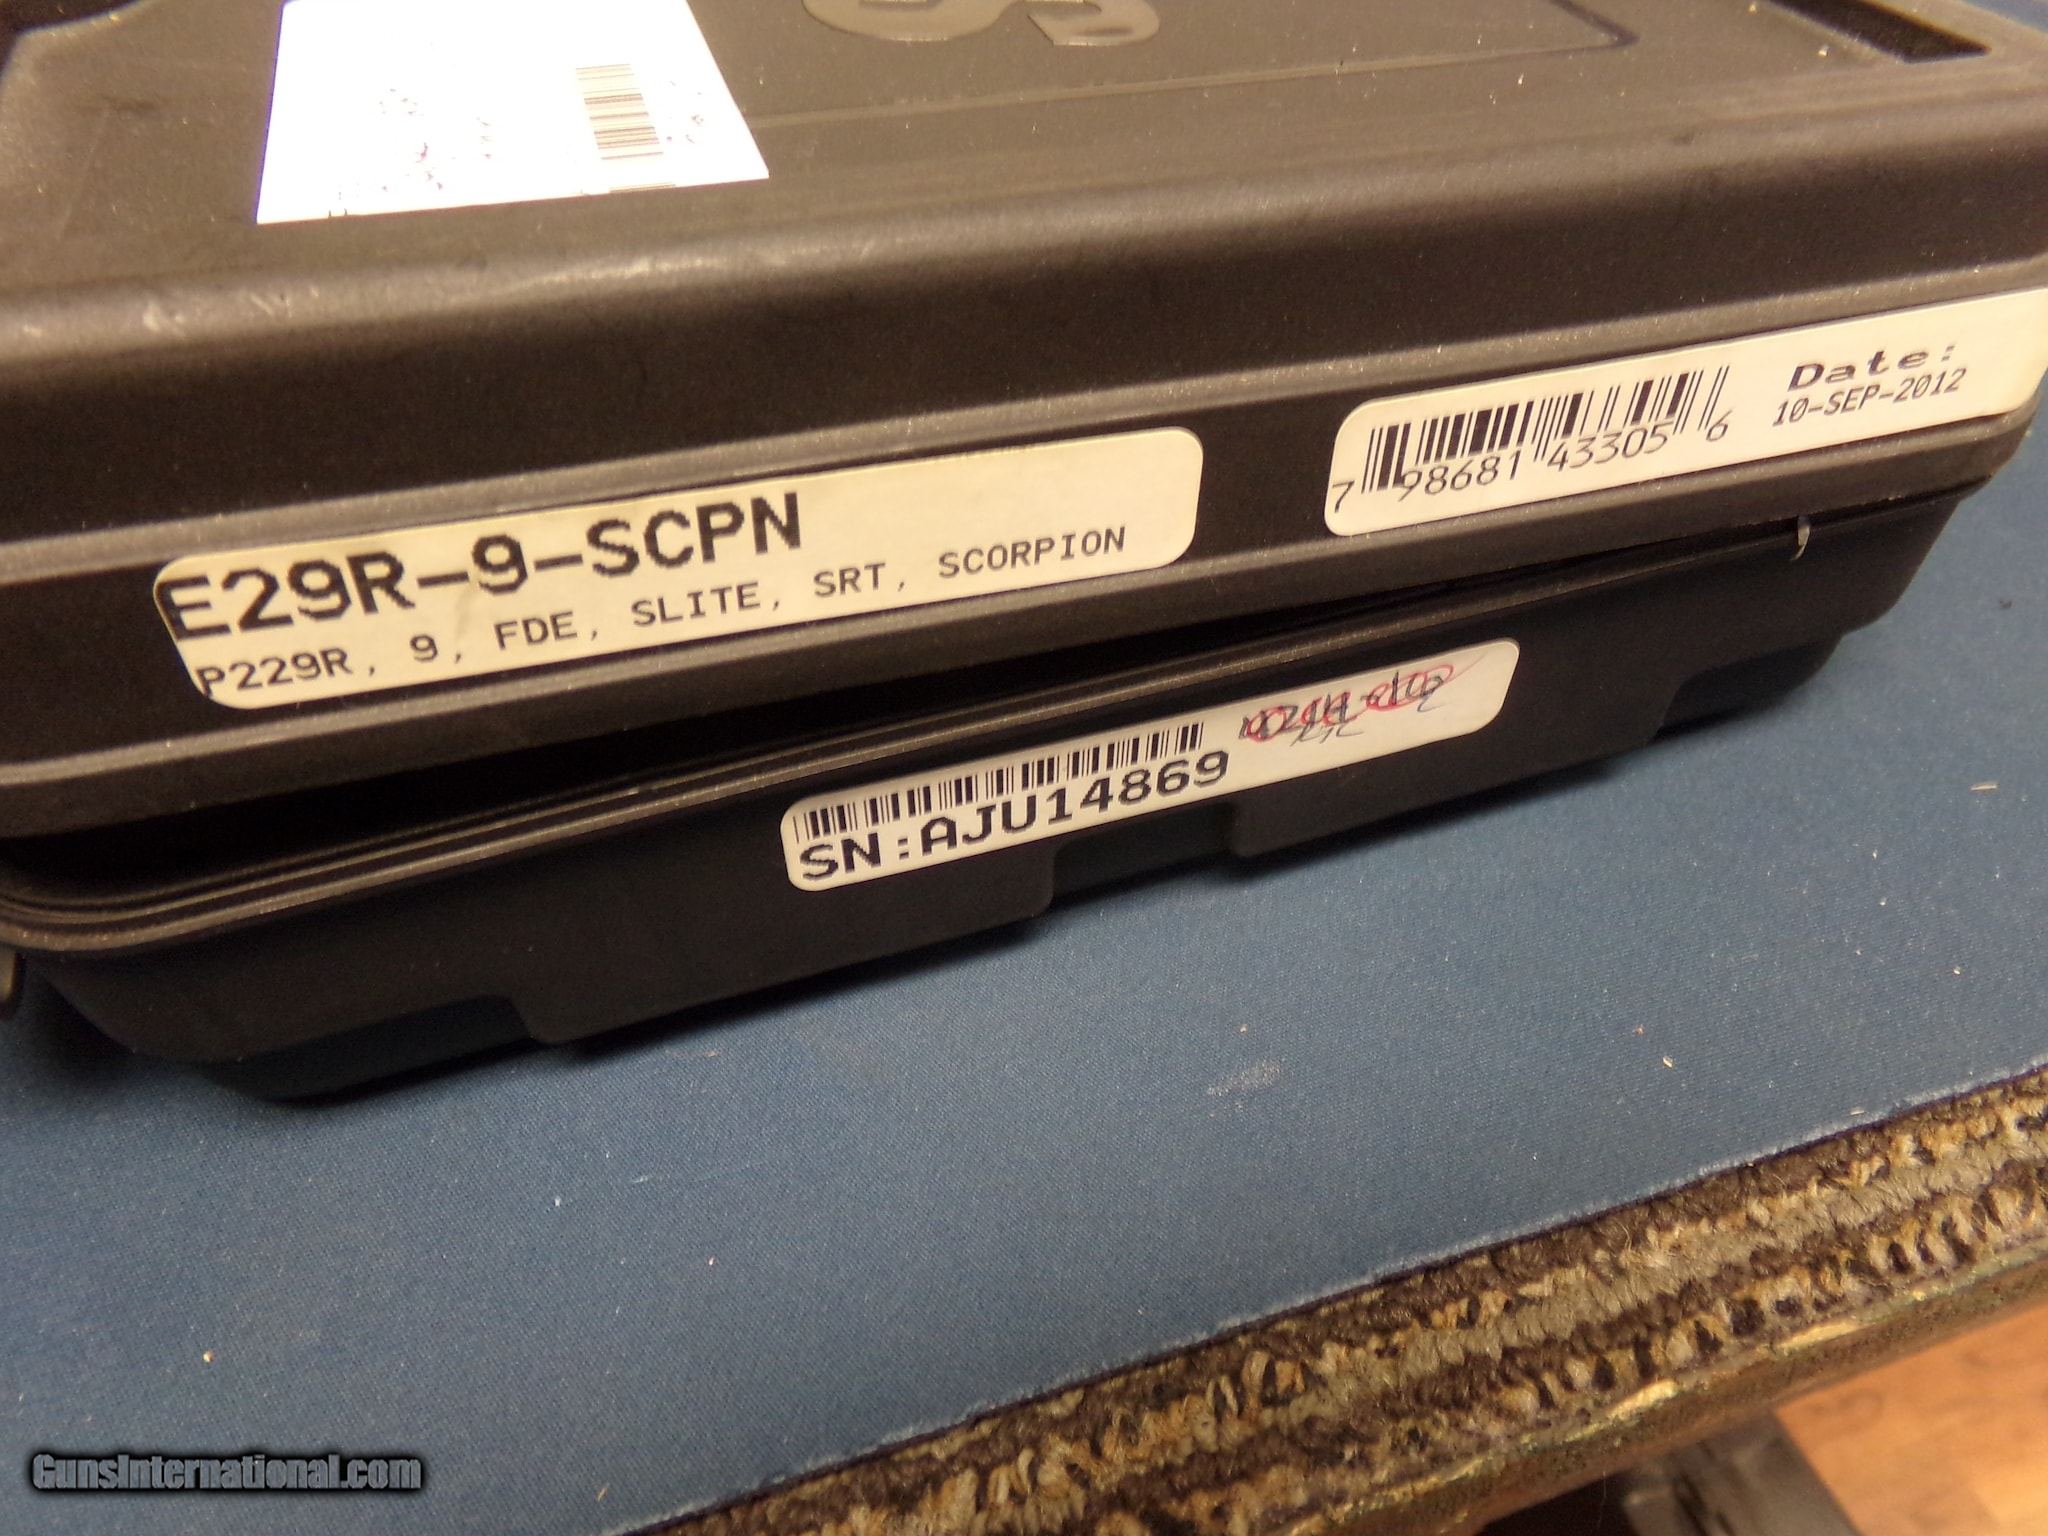 E29R-9-SCPN
P229R, 9, FDE, SLITE, SRT, SCORPION
7 98681 43305 6
Date:
10-SEP-2012
SN:AJU14869
GunsInternational.com